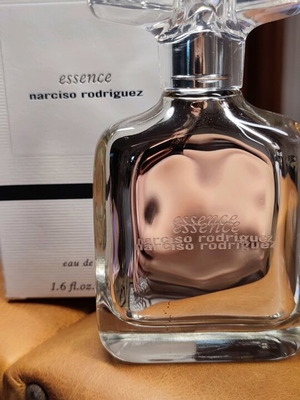 essence
narciso rodriguez
eau de
1.6 fl.oz.
essence
narciso rodriguez